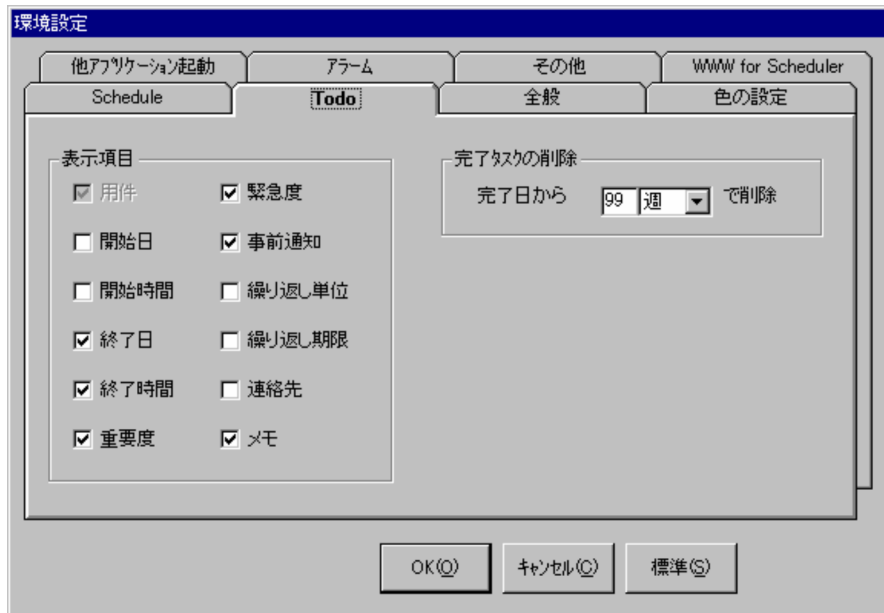 環境設定
他ｱﾌﾟﾘｹｰｼｮﾝ起動 ｱﾗｰﾑ その他 WWW for Scheduler
Schedule Todo 全般 色の設定
表示項目
用件 緊急度
開始日 事前通知
開始時間 繰り返し単位
終了日 繰り返し期限
終了時間 連絡先
重要度 メモ
完了ﾀｽｸの削除
完了日から 99 週 で削除
OK(O) ｷｬﾝｾﾙ(C) 標準(S)